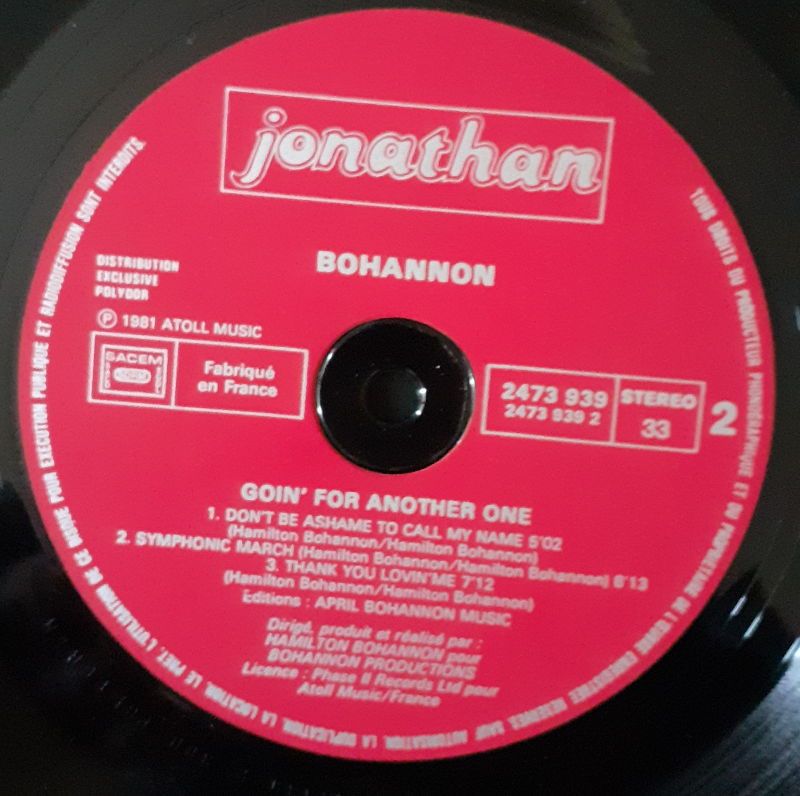 jonathan
BOHANNON
DISTRIBUTION
EXCLUSIVE
POLYDOR
Ⓟ 1981 ATOLL MUSIC
SACEM
Fabriqué
en France
2473 939
2473 939 2
STEREO
33
2
GOIN' FOR ANOTHER ONE
1. DON'T BE ASHAME TO CALL MY NAME 5'02
(Hamilton Bohannon/Hamilton Bohannon)
2. SYMPHONIC MARCH (Hamilton Bohannon/Hamilton Bohannon) 6'13
3. THANK YOU LOVIN'ME 7'12
(Hamilton Bohannon/Hamilton Bohannon)
Editions : APRIL BOHANNON MUSIC
Dirigé, produit et réalisé par :
HAMILTON BOHANNON pour
BOHANNON PRODUCTIONS
Licence : Phase II Records Ltd pour
Atoll Music/France
TOUS DROITS DU PRODUCTEUR PHONOGRAPHIQUE ET DU PROPRIETAIRE DE L'ŒUVRE ENREGISTREE RESERVES. SAUF AUTORISATION, LA DUPLICATION, LA LOCATION, LE PRET, L'UTILISATION DE CE DISQUE POUR EXECUTION PUBLIQUE ET RADIODIFFUSION SONT INTERDITS.